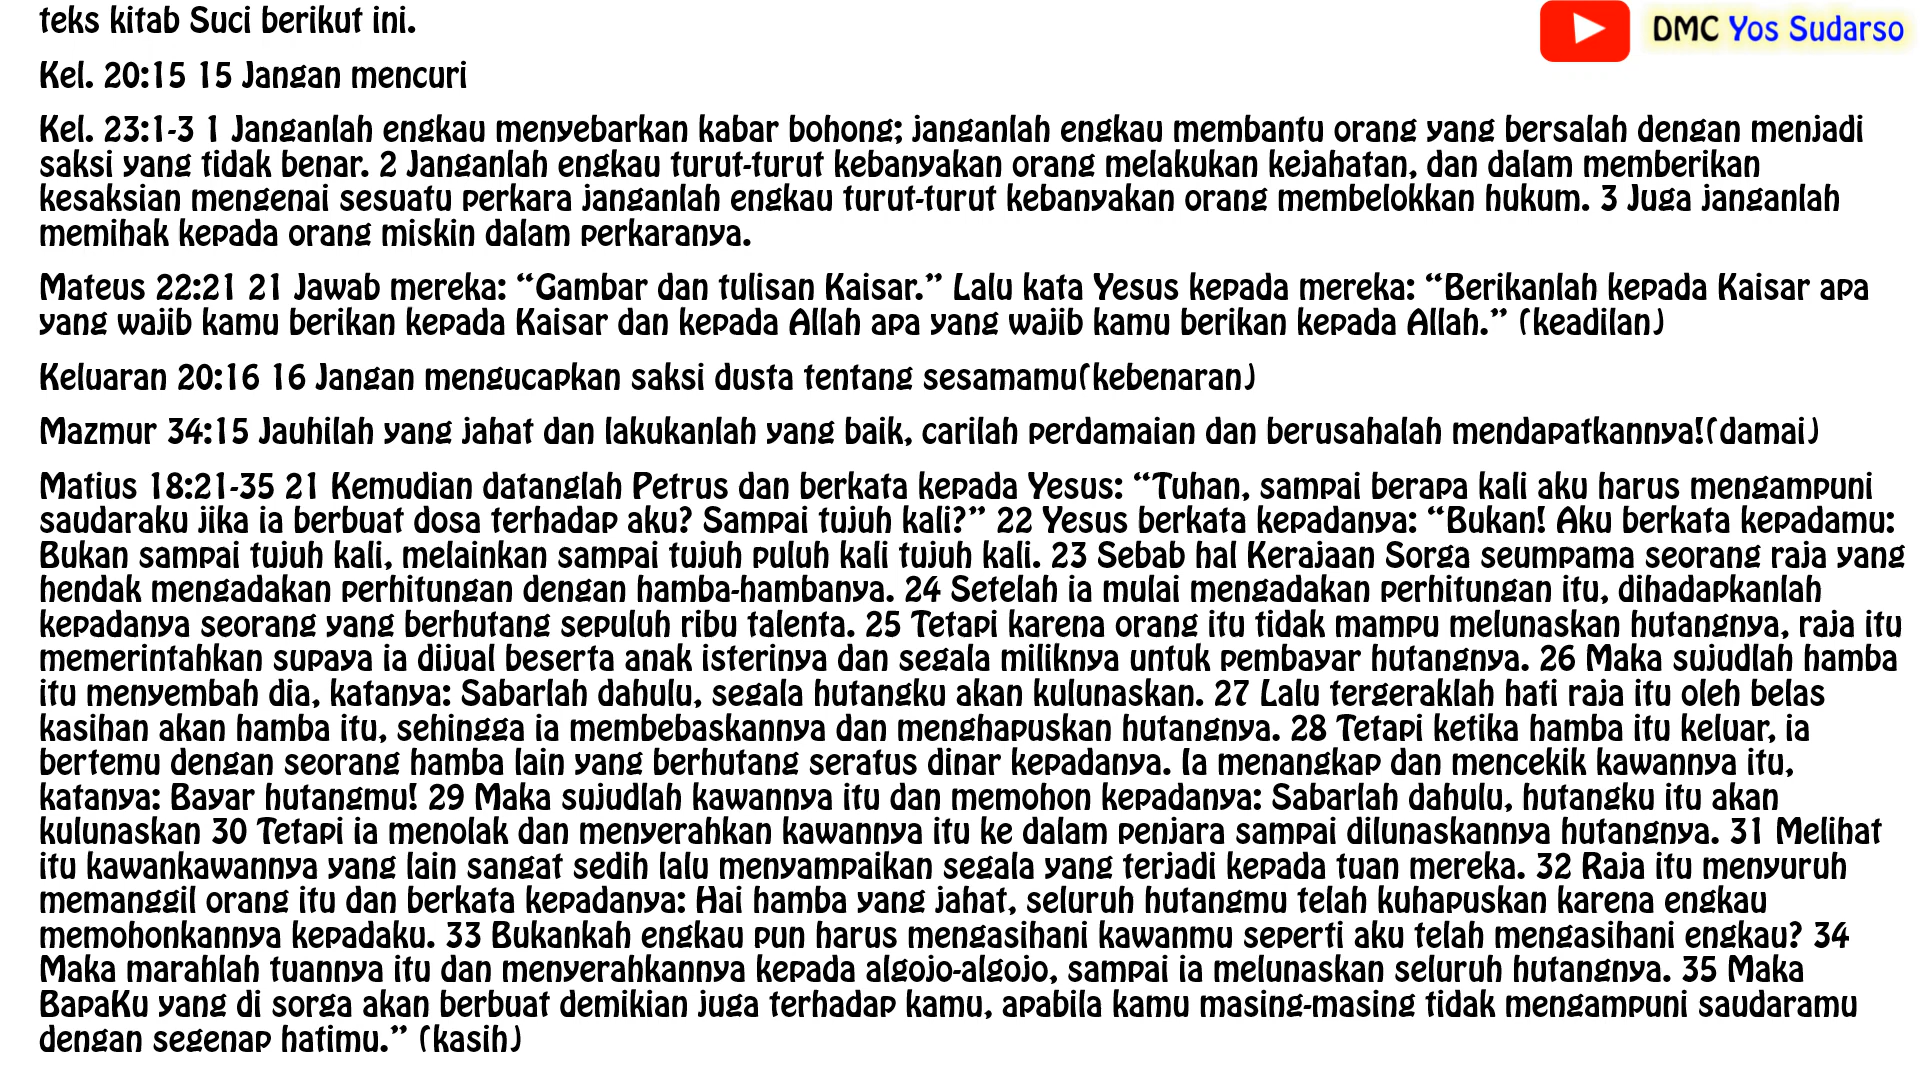 teks kitab Suci berikut ini.
DMC Yos Sudarso
Kel. 20:15 15 Jangan mencuri
Kel. 23:1-3 1 Janganlah engkau menyebarkan kabar bohong; janganlah engkau membantu orang yang bersalah dengan menjadi
saksi yang tidak benar. 2 Janganlah engkau turut-turut kebanyakan orang melakukan kejahatan, dan dalam memberikan
kesaksian mengenai sesuatu perkara janganlah engkau turut-turut kebanyakan orang membelokkan hukum. 3 Juga janganlah
memihak kepada orang miskin dalam perkaranya.
Mateus 22:21 21 Jawab mereka: “Gambar dan tulisan Kaisar.” Lalu kata Yesus kepada mereka: “Berikanlah kepada Kaisar apa
yang wajib kamu berikan kepada Kaisar dan kepada Allah apa yang wajib kamu berikan kepada Allah.” (keadilan)
Keluaran 20:16 16 Jangan mengucapkan saksi dusta tentang sesamamu(kebenaran)
Mazmur 34:15 Jauhilah yang jahat dan lakukanlah yang baik, carilah perdamaian dan berusahalah mendapatkannya!(damai)
Matius 18:21-35 21 Kemudian datanglah Petrus dan berkata kepada Yesus: “Tuhan, sampai berapa kali aku harus mengampuni
saudaraku jika ia berbuat dosa terhadap aku? Sampai tujuh kali?” 22 Yesus berkata kepadanya: “Bukan! Aku berkata kepadamu:
Bukan sampai tujuh kali, melainkan sampai tujuh puluh kali tujuh kali. 23 Sebab hal Kerajaan Sorga seumpama seorang raja yang
hendak mengadakan perhitungan dengan hamba-hambanya. 24 Setelah ia mulai mengadakan perhitungan itu, dihadapkanlah
kepadanya seorang yang berhutang sepuluh ribu talenta. 25 Tetapi karena orang itu tidak mampu melunaskan hutangnya, raja itu
memerintahkan supaya ia dijual beserta anak isterinya dan segala miliknya untuk pembayar hutangnya. 26 Maka sujudlah hamba
itu menyembah dia, katanya: Sabarlah dahulu, segala hutangku akan kulunaskan. 27 Lalu tergeraklah hati raja itu oleh belas
kasihan akan hamba itu, sehingga ia membebaskannya dan menghapuskan hutangnya. 28 Tetapi ketika hamba itu keluar, ia
bertemu dengan seorang hamba lain yang berhutang seratus dinar kepadanya. Ia menangkap dan mencekik kawannya itu,
katanya: Bayar hutangmu! 29 Maka sujudlah kawannya itu dan memohon kepadanya: Sabarlah dahulu, hutangku itu akan
kulunaskan 30 Tetapi ia menolak dan menyerahkan kawannya itu ke dalam penjara sampai dilunaskannya hutangnya. 31 Melihat
itu kawankawannya yang lain sangat sedih lalu menyampaikan segala yang terjadi kepada tuan mereka. 32 Raja itu menyuruh
memanggil orang itu dan berkata kepadanya: Hai hamba yang jahat, seluruh hutangmu telah kuhapuskan karena engkau
memohonkannya kepadaku. 33 Bukankah engkau pun harus mengasihani kawanmu seperti aku telah mengasihani engkau? 34
Maka marahlah tuannya itu dan menyerahkannya kepada algojo-algojo, sampai ia melunaskan seluruh hutangnya. 35 Maka
BapaKu yang di sorga akan berbuat demikian juga terhadap kamu, apabila kamu masing-masing tidak mengampuni saudaramu
dengan segenap hatimu.” (kasih)